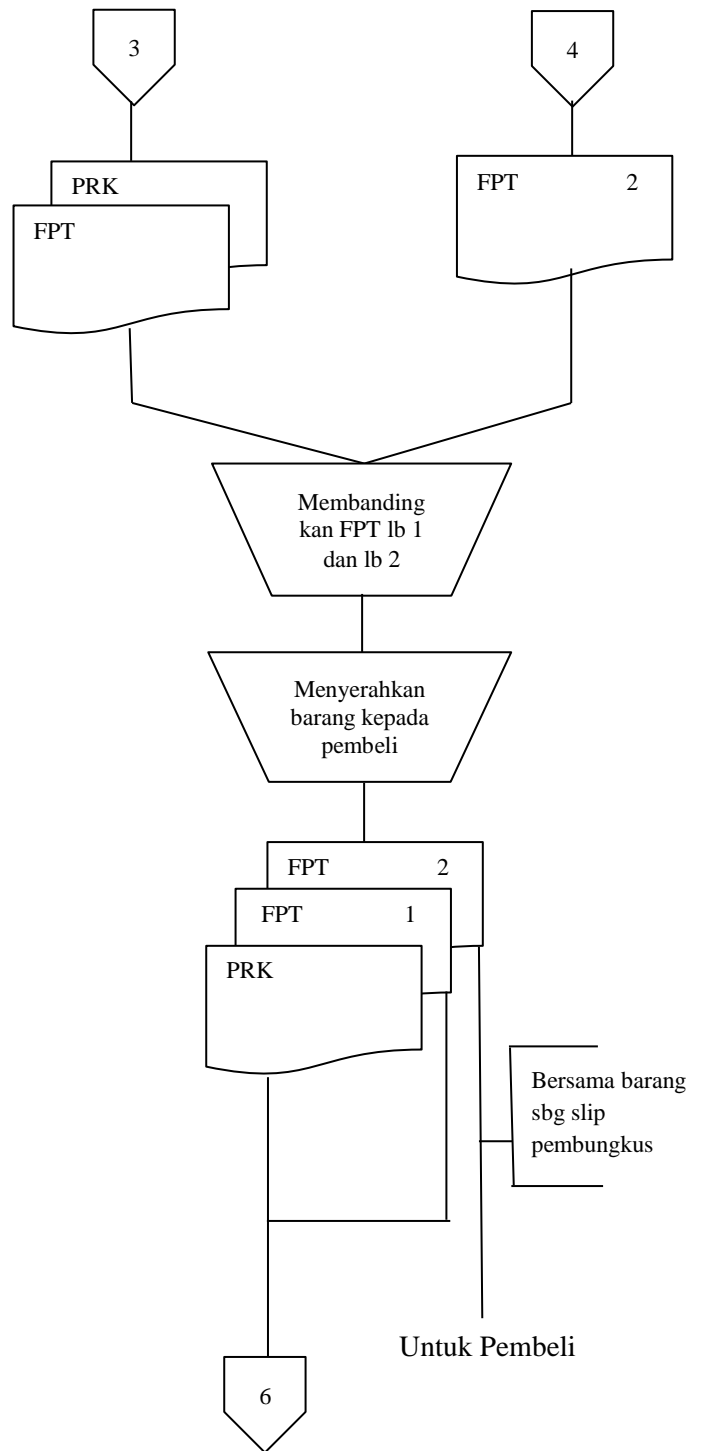 3
4
PRK
FPT
FPT 2
Membanding
kan FPT lb 1
dan lb 2
Menyerahkan
barang kepada
pembeli
FPT 2
FPT 1
PRK
Bersama barang
sbg slip
pembungkus
Untuk Pembeli
6